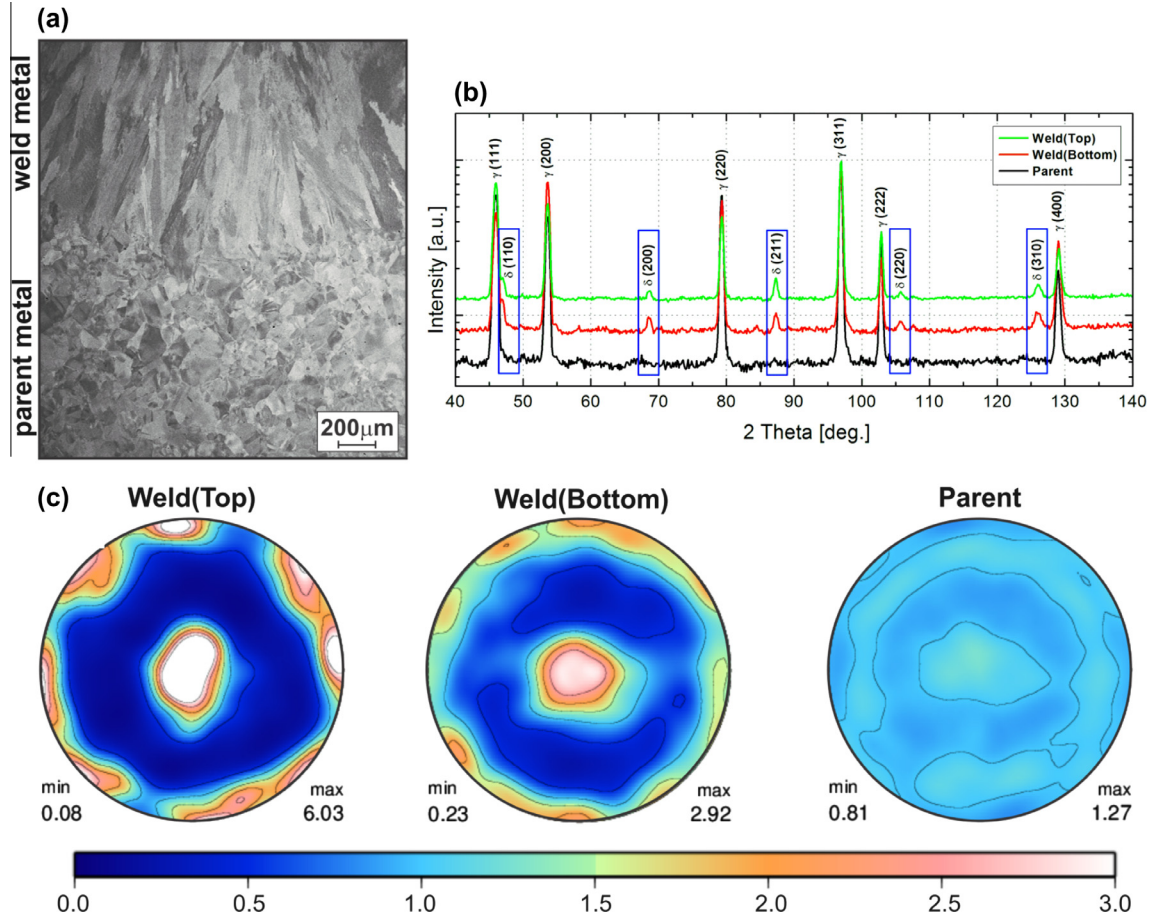 (a)
weld metal
parent metal
200μm
(b)
Intensity [a.u.]
γ (111)
δ (110)
γ (200)
δ (200)
γ (220)
δ (211)
γ (311)
γ (222)
δ (220)
δ (310)
γ (400)
Weld(Top)
Weld(Bottom)
Parent
40 50 60 70 80 90 100 110 120 130 140
2 Theta [deg.]
(c)
Weld(Top)
Weld(Bottom)
Parent
min
0.08
max
6.03
min
0.23
max
2.92
min
0.81
max
1.27
0.0 0.5 1.0 1.5 2.0 2.5 3.0